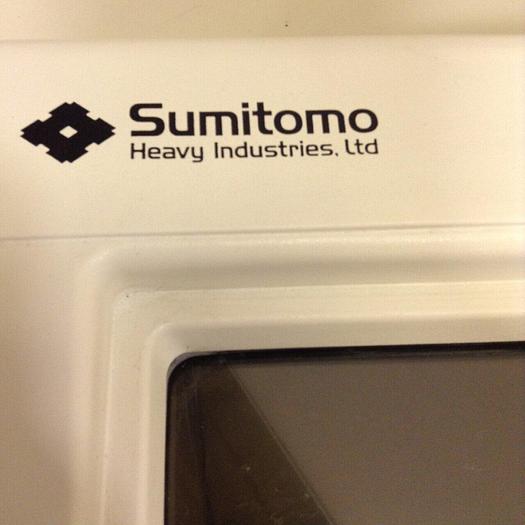 Sumitomo
Heavy Industries, Ltd